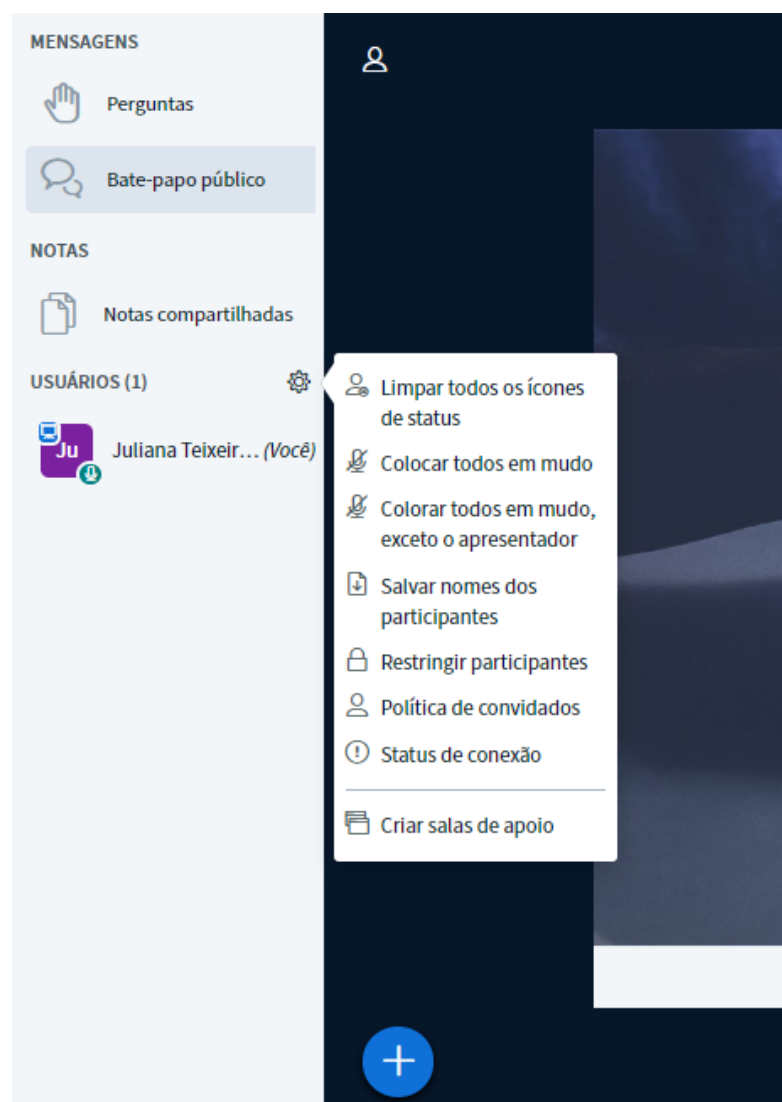 MENSAGENS
Perguntas
Bate-papo público
NOTAS
Notas compartilhadas
USUÁRIOS (1)
Ju
Juliana Teixeir... (Você)
Limpar todos os ícones
de status
Colocar todos em mudo
Colorar todos em mudo,
exceto o apresentador
Salvar nomes dos
participantes
Restringir participantes
Política de convidados
Status de conexão
Criar salas de apoio